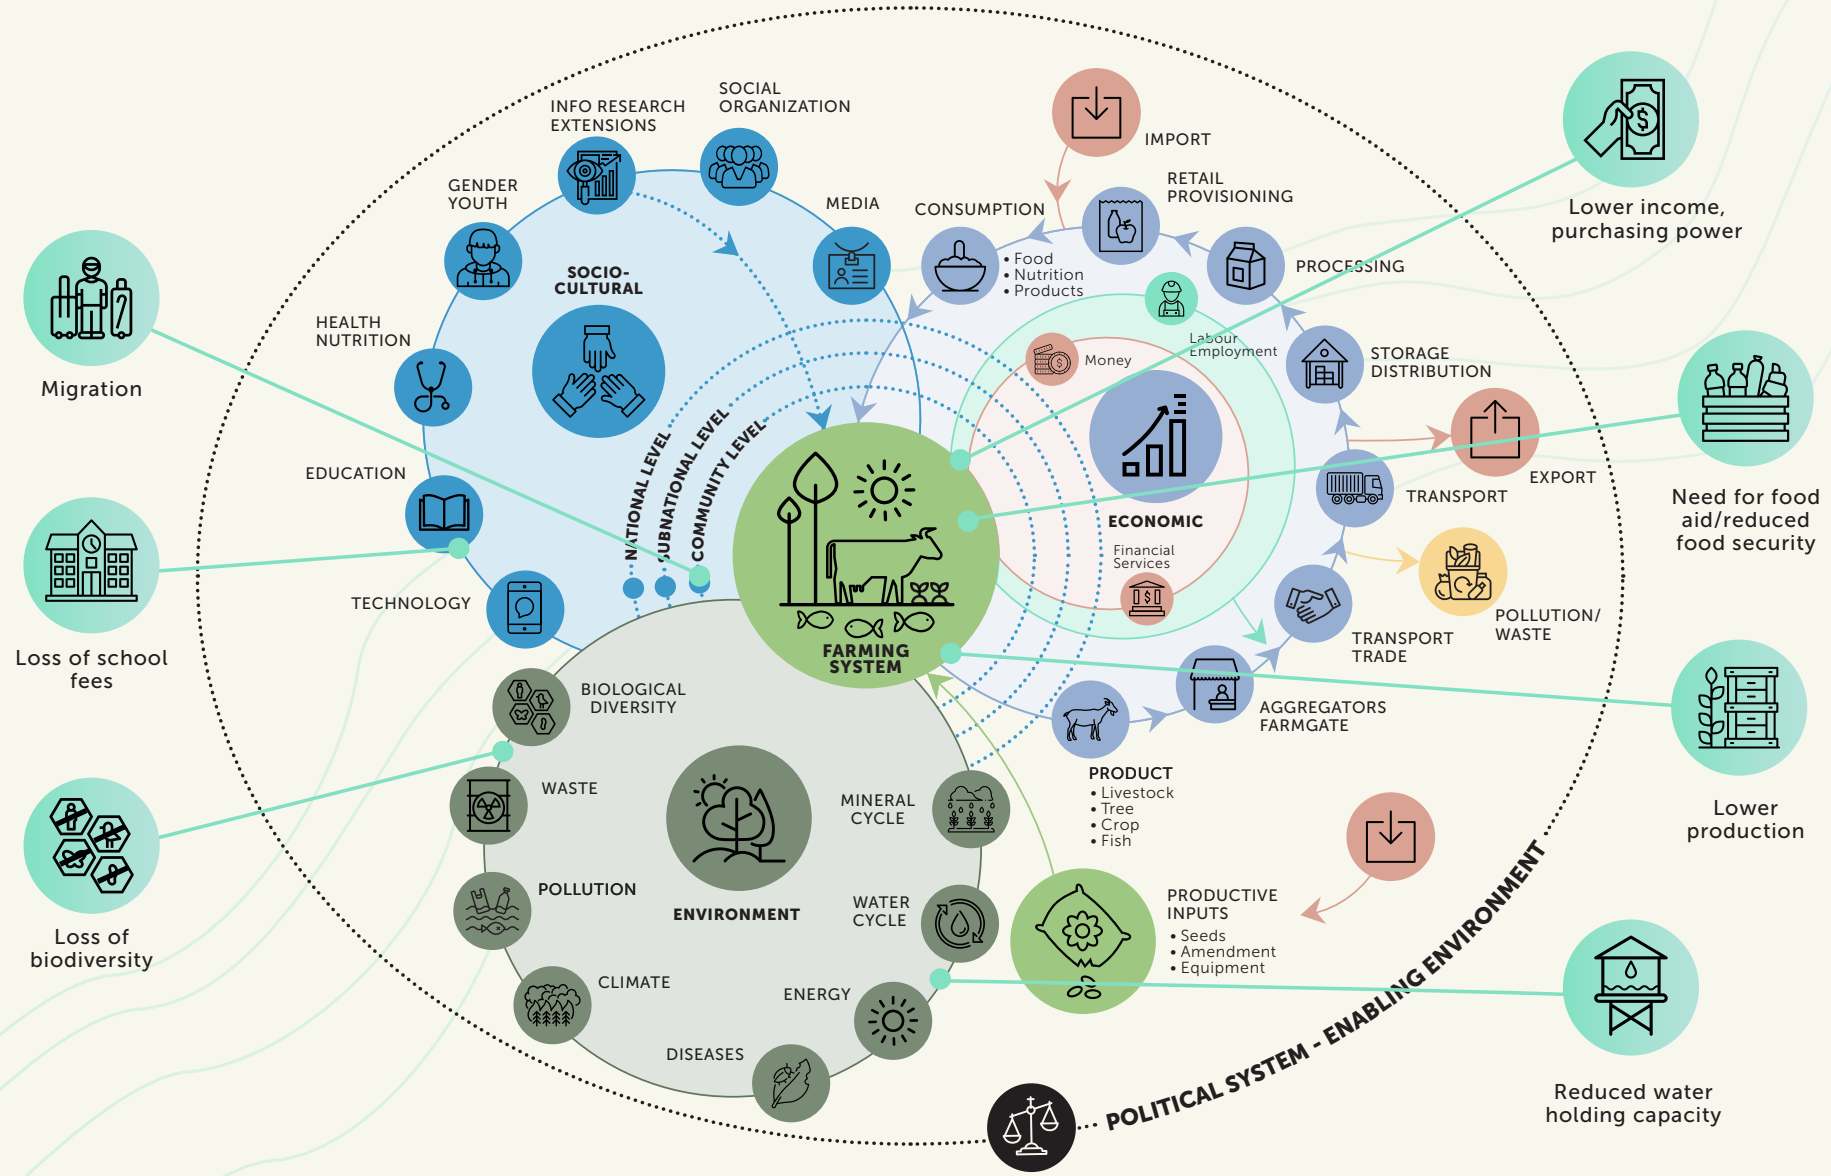 SOCIAL
ORGANIZATION
INFO RESEARCH
EXTENSIONS
GENDER
YOUTH
MEDIA
HEALTH
NUTRITION
SOCIO-
CULTURAL
EDUCATION
TECHNOLOGY
NATIONAL LEVEL
SUBNATIONAL LEVEL
COMMUNITY LEVEL
Migration
Loss of school
fees
Loss of
biodiversity
IMPORT
RETAIL
PROVISIONING
CONSUMPTION
• Food
• Nutrition
• Products
PROCESSING
Labour
Employment
Money
STORAGE
DISTRIBUTION
EXPORT
TRANSPORT
ECONOMIC
Financial
Services
POLLUTION/
WASTE
TRANSPORT
TRADE
AGGREGATORS
FARMGATE
PRODUCT
• Livestock
• Tree
• Crop
• Fish
FARMING
SYSTEM
BIOLOGICAL
DIVERSITY
WASTE
MINERAL
CYCLE
POLLUTION
ENVIRONMENT
WATER
CYCLE
CLIMATE
ENERGY
DISEASES
PRODUCTIVE
INPUTS
• Seeds
• Amendment
• Equipment
POLITICAL SYSTEM - ENABLING ENVIRONMENT
Lower income,
purchasing power
Need for food
aid/reduced
food security
Lower
production
Reduced water
holding capacity